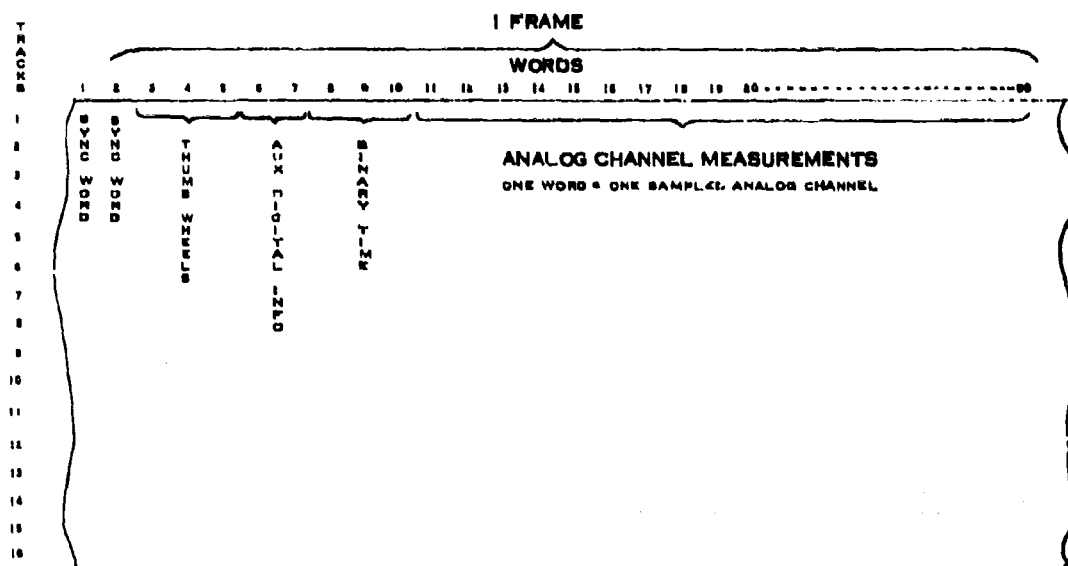 1 FRAME
WORDS
TRACKS
1 2 3 4 5 6 7 9 10 11 12 13 14 15 16 17 18 19 20
1
2
3
4
5
6
7
8
9
10
11
12
13
14
15
16
SYNC WORD
SYNC WORD
THUMB WHEELS
AUX DIGITAL INFO
BINARY TIME
ANALOG CHANNEL MEASUREMENTS
ONE WORD = ONE ANALOG CHANNEL